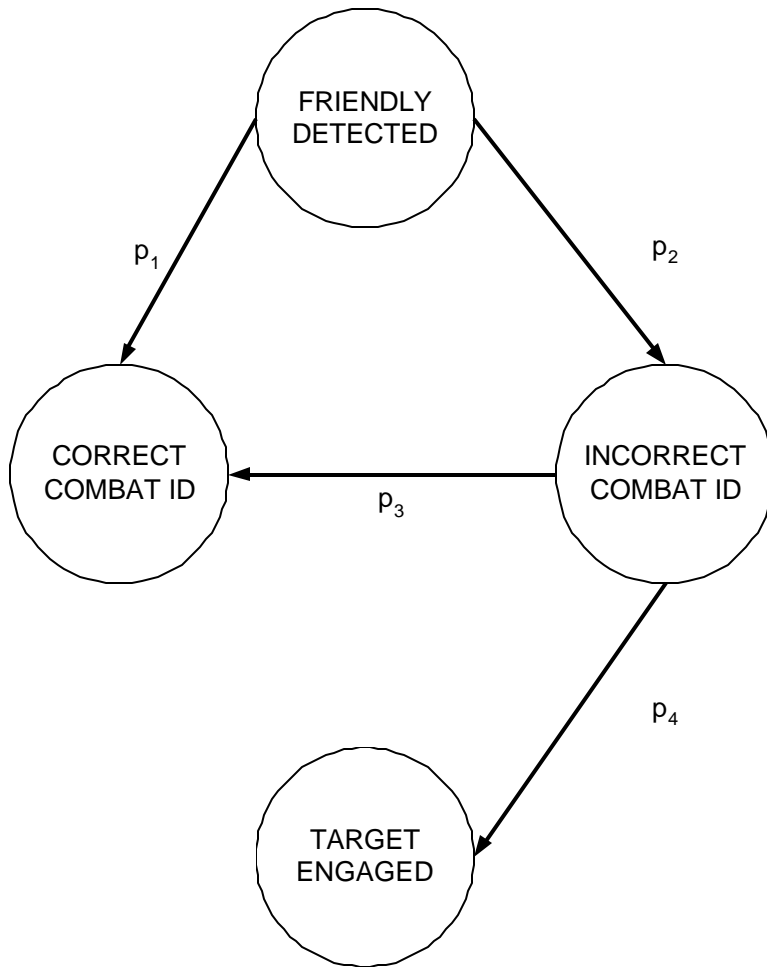 FRIENDLY
DETECTED
p₁
p₂
CORRECT
COMBAT ID
INCORRECT
COMBAT ID
p₃
p₄
TARGET
ENGAGED